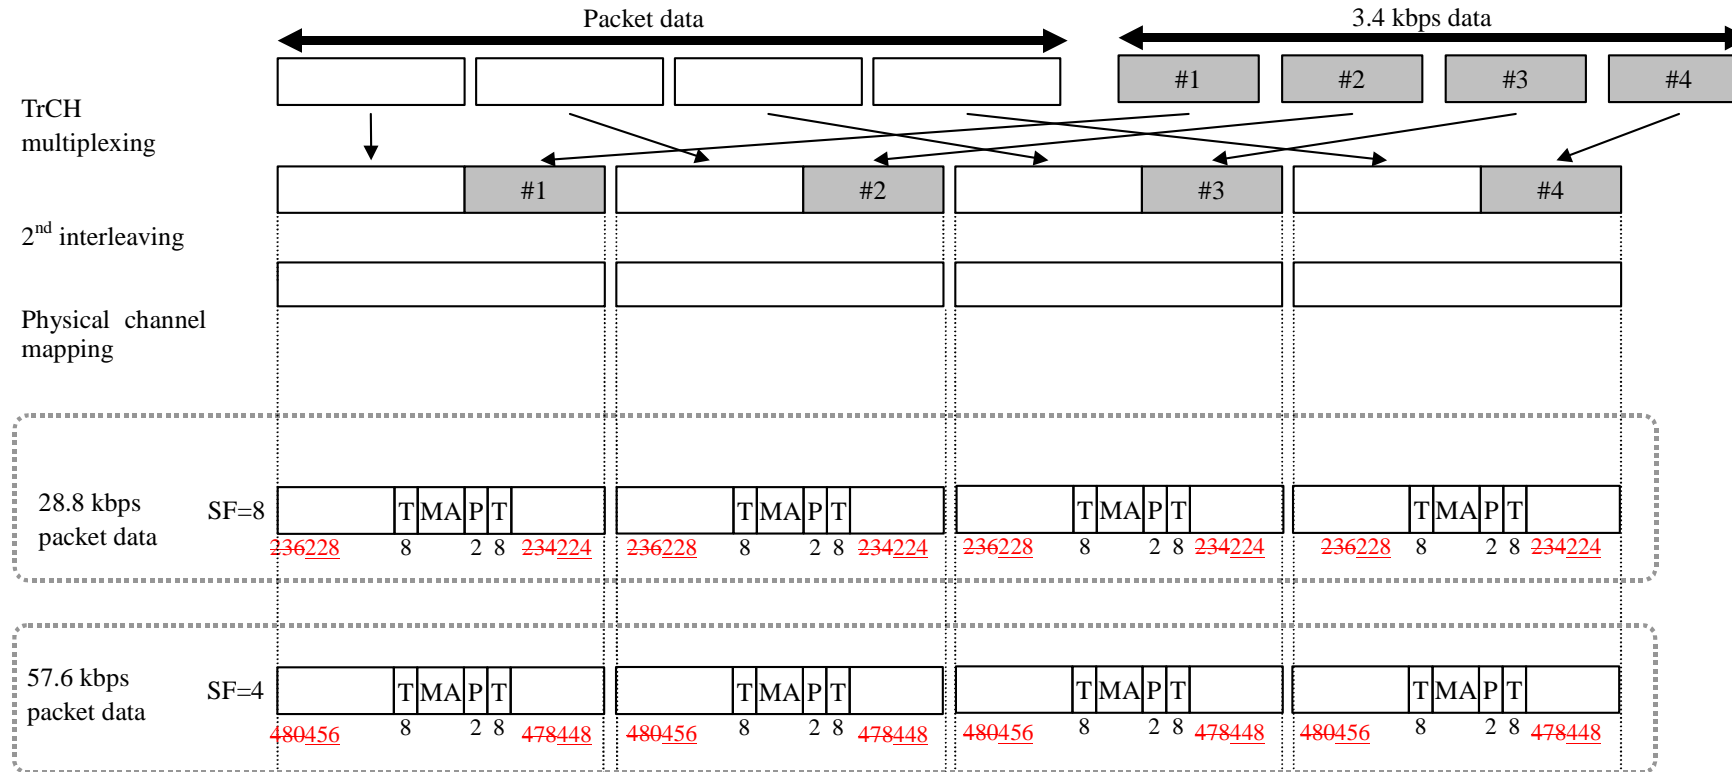 Packet data
3.4 kbps data
#1 #2 #3 #4
TrCH
multiplexing
#1 #2 #3 #4
2nd interleaving
Physical channel
mapping
28.8 kbps
packet data
SF=8
T MA P T T MA P T T MA P T T MA P T
236228 8 2 8 234224 236228 8 2 8 234224 236228 8 2 8 234224 236228 8 2 8 234224
57.6 kbps
packet data
SF=4
T MA P T T MA P T T MA P T T MA P T
480456 8 2 8 478448 480456 8 2 8 478448 480456 8 2 8 478448 480456 8 2 8 478448